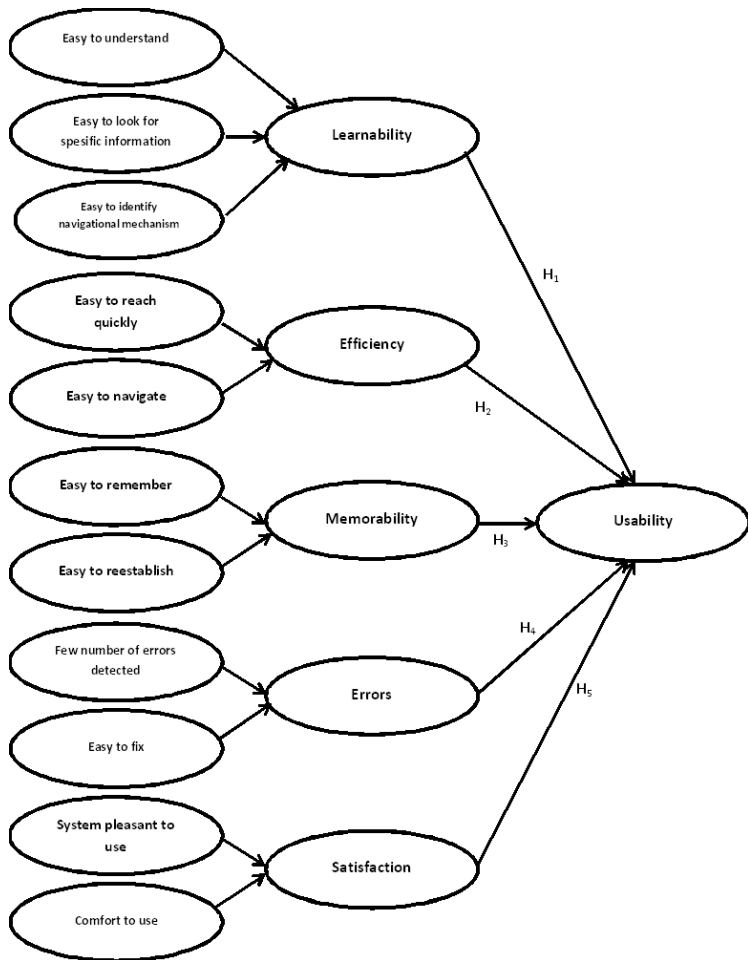 Easy to understand
Easy to look for
spesific information
Easy to identify
navigational mechanism
Learnability
H₁
Easy to reach
quickly
Easy to navigate
Efficiency
H₂
Easy to remember
Easy to reestablish
Memorability
H₃
Usability
Few number of errors
detected
Easy to fix
Errors
H₄
System pleasant to
use
Comfort to use
Satisfaction
H₅